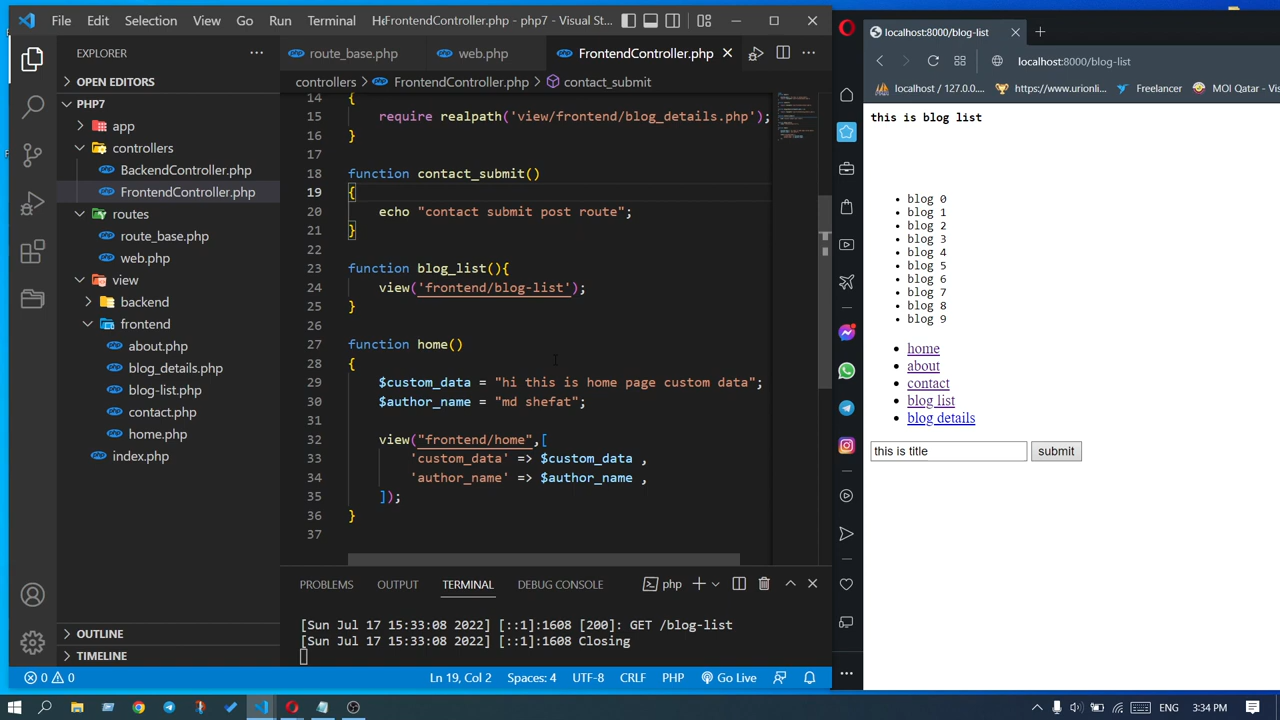 File Edit Selection View Go Run Terminal FrontendController.php - php7 - Visual St...
EXPLORER
OPEN EDITORS
PHP7
app
controllers
BackendController.php
FrontendController.php
routes
route_base.php
web.php
view
backend
frontend
about.php
blog_details.php
blog-list.php
contact.php
home.php
index.php
OUTLINE
TIMELINE
route_base.php web.php FrontendController.php
controllers > FrontendController.php > contact_submit
14 {
15 require realpath('view/frontend/blog_details.php');
16 }
17
18 function contact_submit()
19 {
20 echo "contact submit post route";
21 }
22
23 function blog_list(){
24 view('frontend/blog-list');
25 }
26
27 function home()
28 {
29 $custom_data = "hi this is home page custom data";
30 $author_name = "md shefat";
31
32 view("frontend/home",[
33 'custom_data' => $custom_data ,
34 'author_name' => $author_name ,
35 ]);
36 }
37
PROBLEMS OUTPUT TERMINAL DEBUG CONSOLE php
[Sun Jul 17 15:33:08 2022] [::1]:1608 [200]: GET /blog-list
[Sun Jul 17 15:33:08 2022] [::1]:1608 Closing
0 0 Ln 19, Col 2 Spaces: 4 UTF-8 CRLF PHP Go Live
localhost:8000/blog-list
localhost:8000/blog-list
localhost / 127.0.0.... https://www.urionli... Freelancer MOI Qatar - Vis
this is blog list
blog 0
blog 1
blog 2
blog 3
blog 4
blog 5
blog 6
blog 7
blog 8
blog 9
home
about
contact
blog list
blog details
this is title submit
ENG 3:34 PM